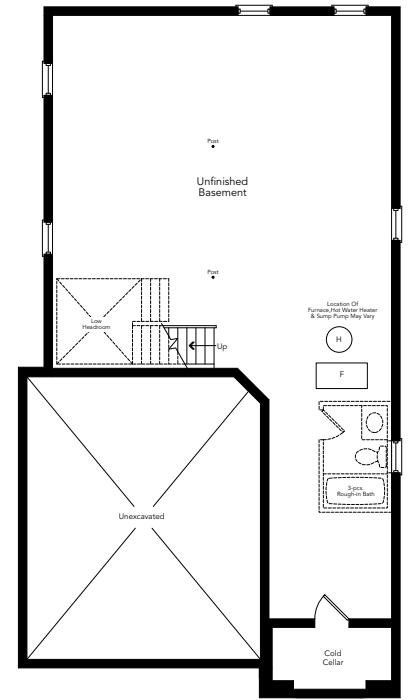 Post
Unfinished
Basement
Post
Location Of
Furnace,Hot Water Heater
& Sump Pump May Vary
Low
Headroom
H
Up
F
3-pcs.
Rough-in Bath
Unexcavated
Cold
Cellar